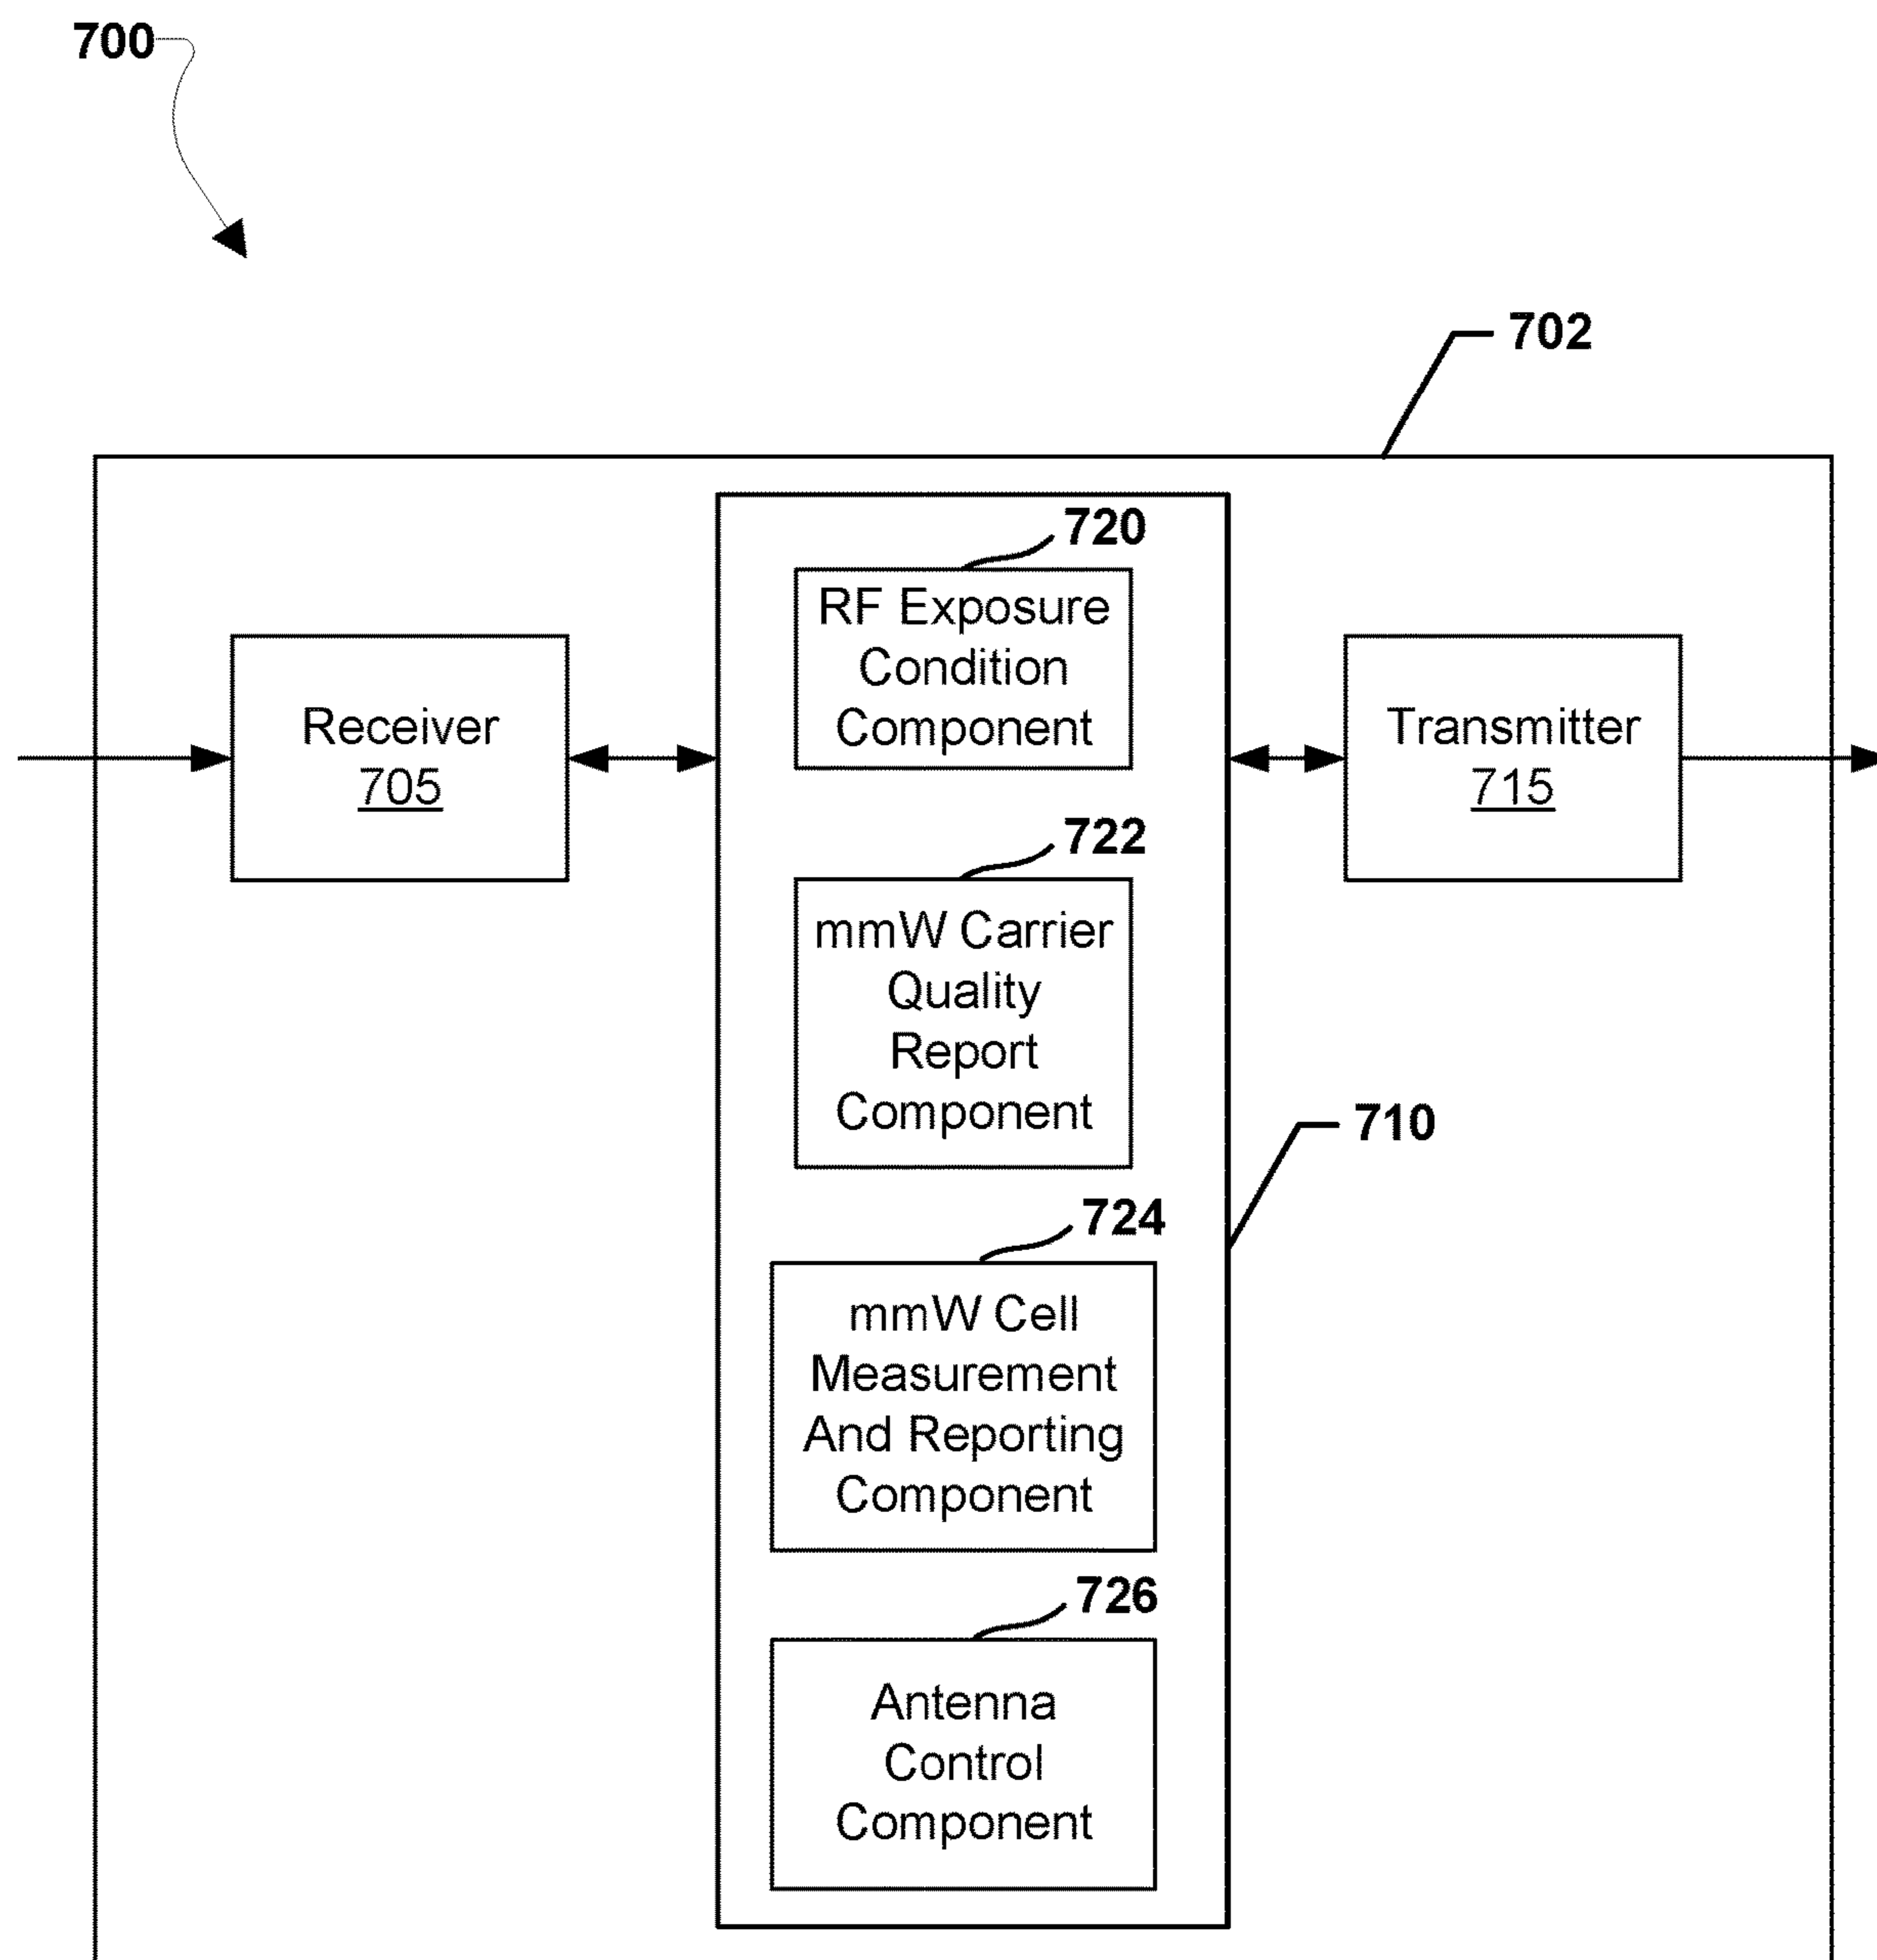 700
702
720
RF Exposure
Condition
Component
Receiver
705
Transmitter
715
722
mmW Carrier
Quality
Report
Component
710
724
mmW Cell
Measurement
And Reporting
Component
726
Antenna
Control
Component